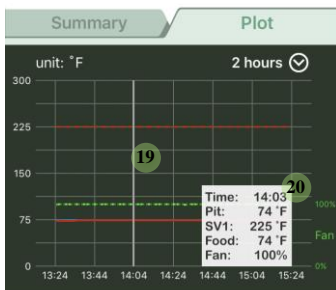 Summary Plot
unit: °F 2 hours
300
225
19
150
20
Time: 14:03
Pit: 74 °F
SV1: 225 °F
Food: 74 °F
Fan: 100%
100%
75
Fan
0
0%
13:24 13:44 14:04 14:24 14:44 15:04 15:24